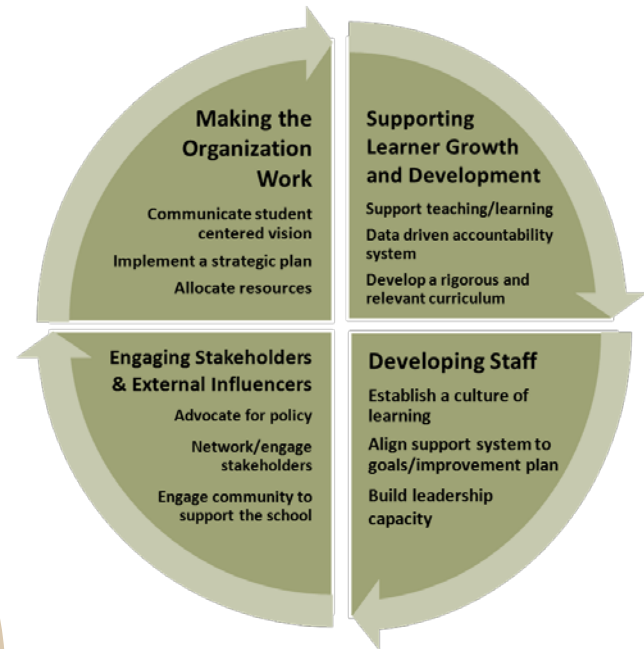 Making the
Organization
Work
Communicate student
centered vision
Implement a strategic plan
Allocate resources
Supporting
Learner Growth
and Development
Support teaching/learning
Data driven accountability
system
Develop a rigorous and
relevant curriculum
Engaging Stakeholders
& External Influencers
Advocate for policy
Network/engage
stakeholders
Engage community to
support the school
Developing Staff
Establish a culture of
learning
Align support system to
goals/improvement plan
Build leadership
capacity